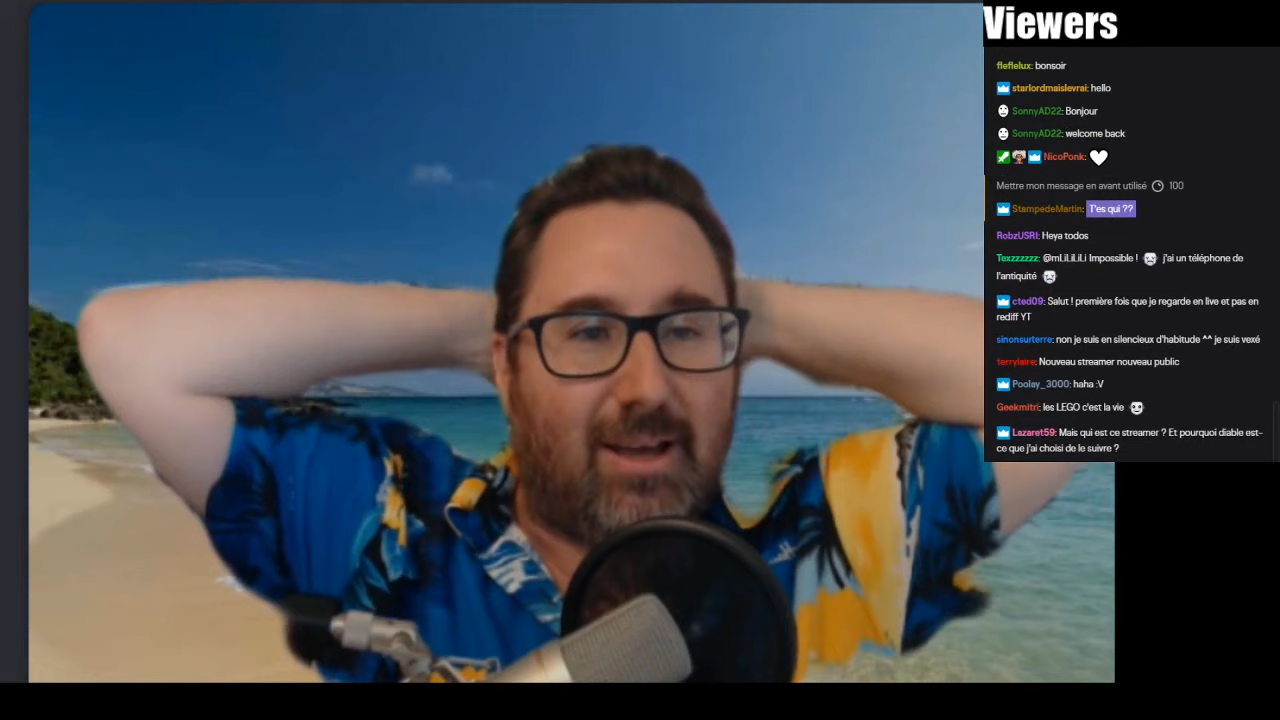 Viewers
fleflelux: bonsoir
starlordmaislevrai: hello
SonnyAD22: Bonjour
SonnyAD22: welcome back
NicoPonk:
Mettre mon message en avant utilisé 100
StampedeMartin: T'es qui ??
RobzUSRI: Heya todos
Texzzzzzz: @mLiLiLiLi Impossible ! j'ai un téléphone de
l'antiquité
cted09: Salut ! première fois que je regarde en live et pas en
rediff YT
sinonsurterre: non je suis en silencieux d'habitude ^^ je suis vexé
terrylaire: Nouveau streamer nouveau public
Poolay_3000: haha :V
Geekmitri: les LEGO c'est la vie
Lazaret59: Mais qui est ce streamer ? Et pourquoi diable est-
ce que j'ai choisi de le suivre ?